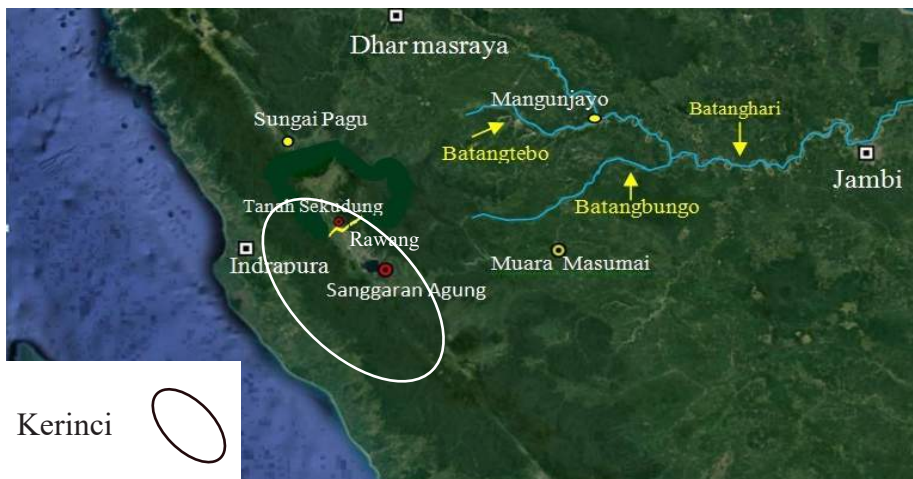 Dhar masraya
Mangunjayo
Batanghari
Sungai Pagu
Batangtebo
Jambi
Tanah Sekudung
Batangbungo
Rawang
Indrapura
Muara Masumai
Sanggaran Agung
Kerinci